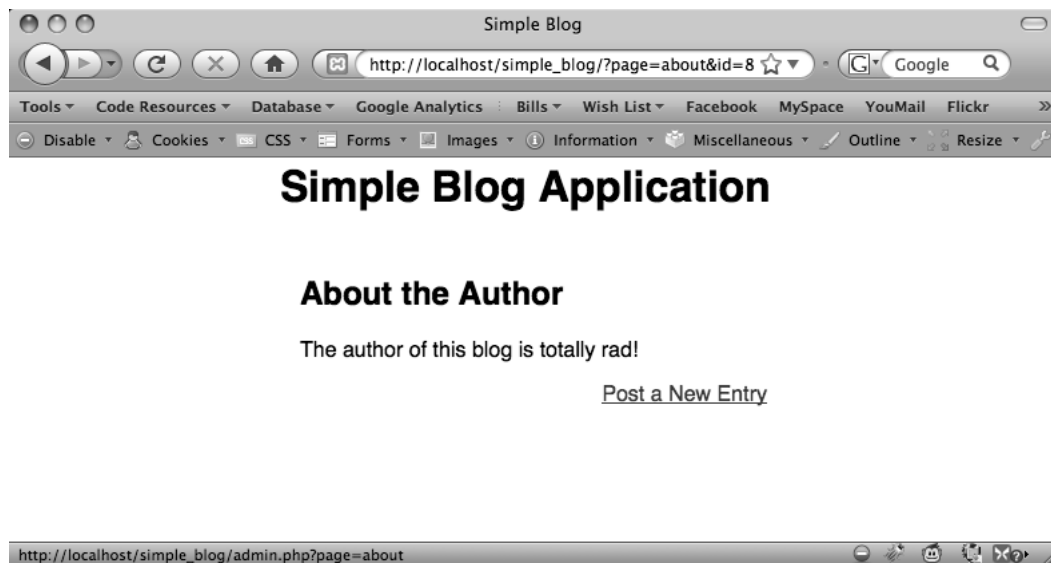 Simple Blog
http://localhost/simple_blog/?page=about&id=8
G Google
Tools Code Resources Database Google Analytics Bills Wish List Facebook MySpace YouMail Flickr »
Disable Cookies CSS Forms Images Information Miscellaneous Outline Resize
Simple Blog Application
About the Author
The author of this blog is totally rad!
Post a New Entry
http://localhost/simple_blog/admin.php?page=about